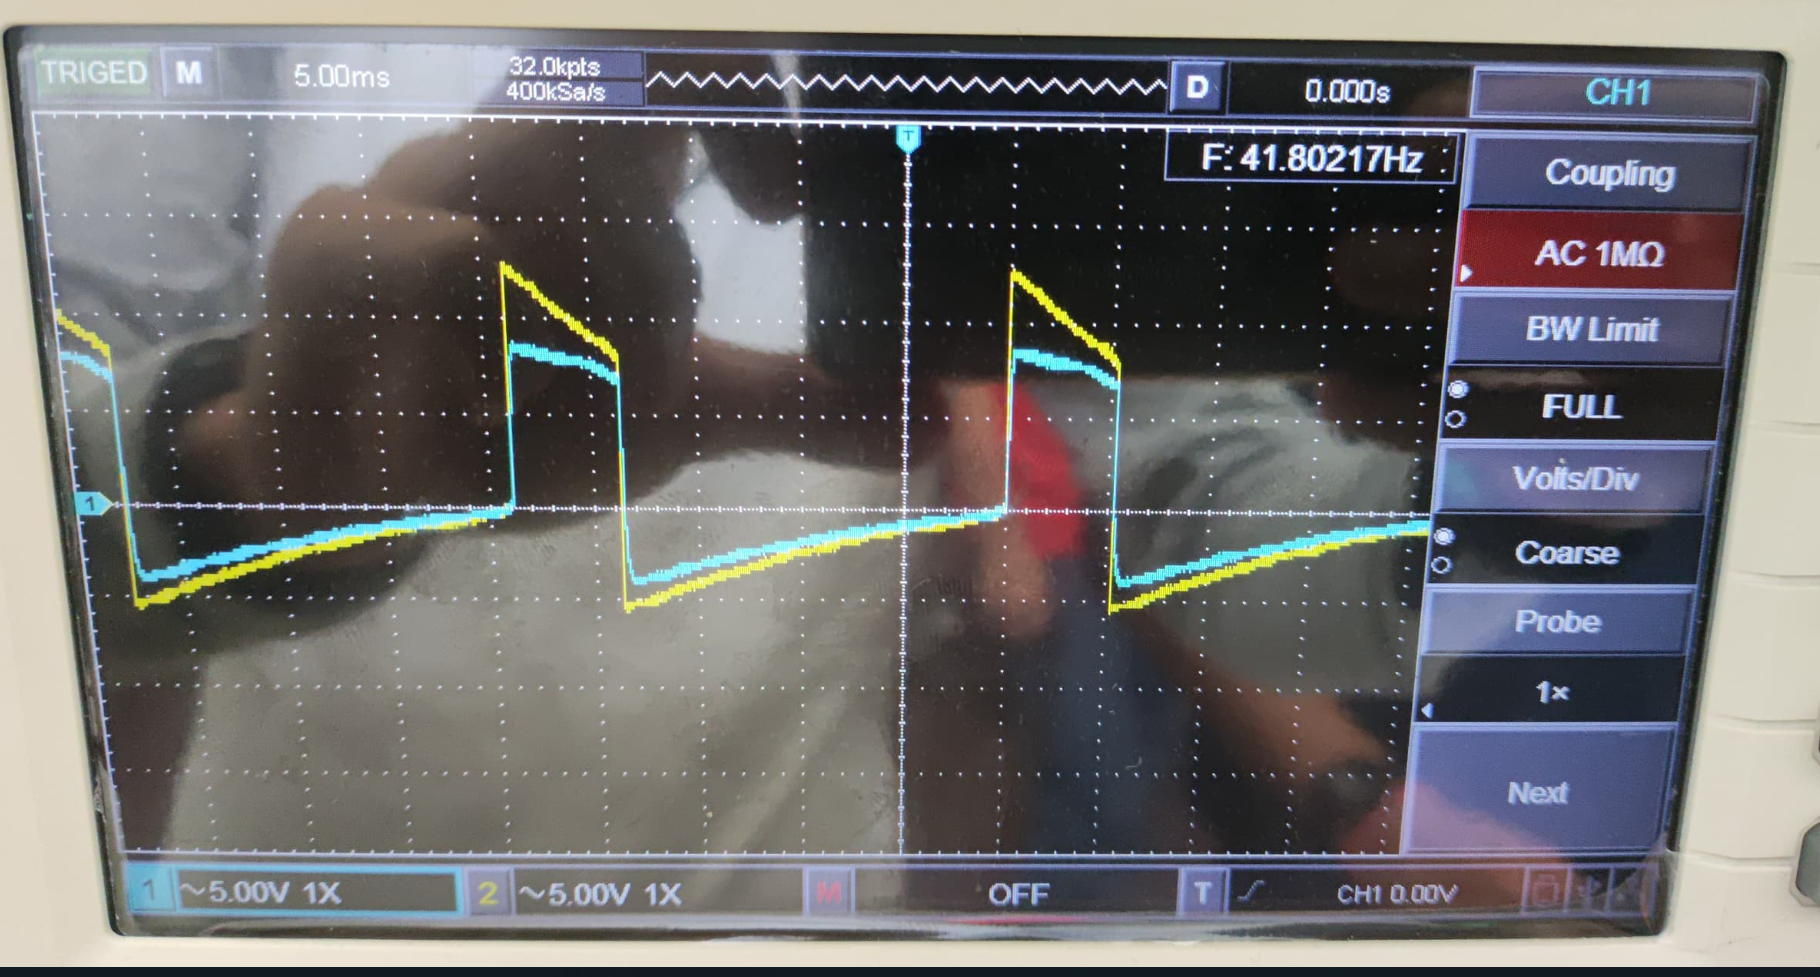 TRIGED M 5.00ms 32.0kpts D 0.000s CH1
400kSa/s
T
F: 41.80217Hz
Coupling
AC 1MΩ
BW Limit
FULL
Volts/Div
1
Coarse
Probe
1×
Next
1 ~5.00V 1X 2 ~5.00V 1X M OFF T CH1 0.00V